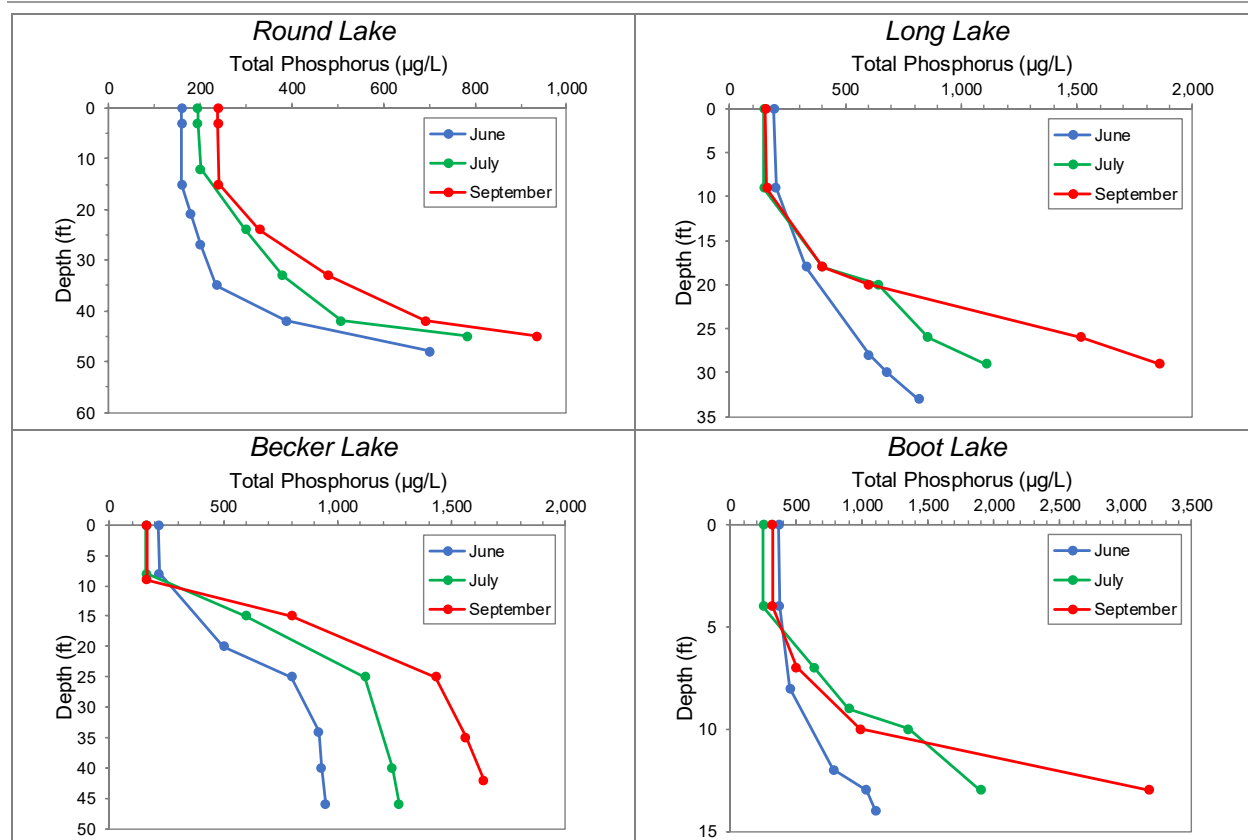 Round Lake
Total Phosphorus (µg/L)
0 200 400 600 800 1,000
0
10
20
30
40
50
60
Depth (ft)
June
July
September
Long Lake
Total Phosphorus (µg/L)
0 500 1,000 1,500 2,000
0
5
10
15
20
25
30
35
Depth (ft)
June
July
September
Becker Lake
Total Phosphorus (µg/L)
0 500 1,000 1,500 2,000
0
5
10
15
20
25
30
35
40
45
50
Depth (ft)
June
July
September
Boot Lake
Total Phosphorus (µg/L)
0 500 1,000 1,500 2,000 2,500 3,000 3,500
0
5
10
15
Depth (ft)
June
July
September